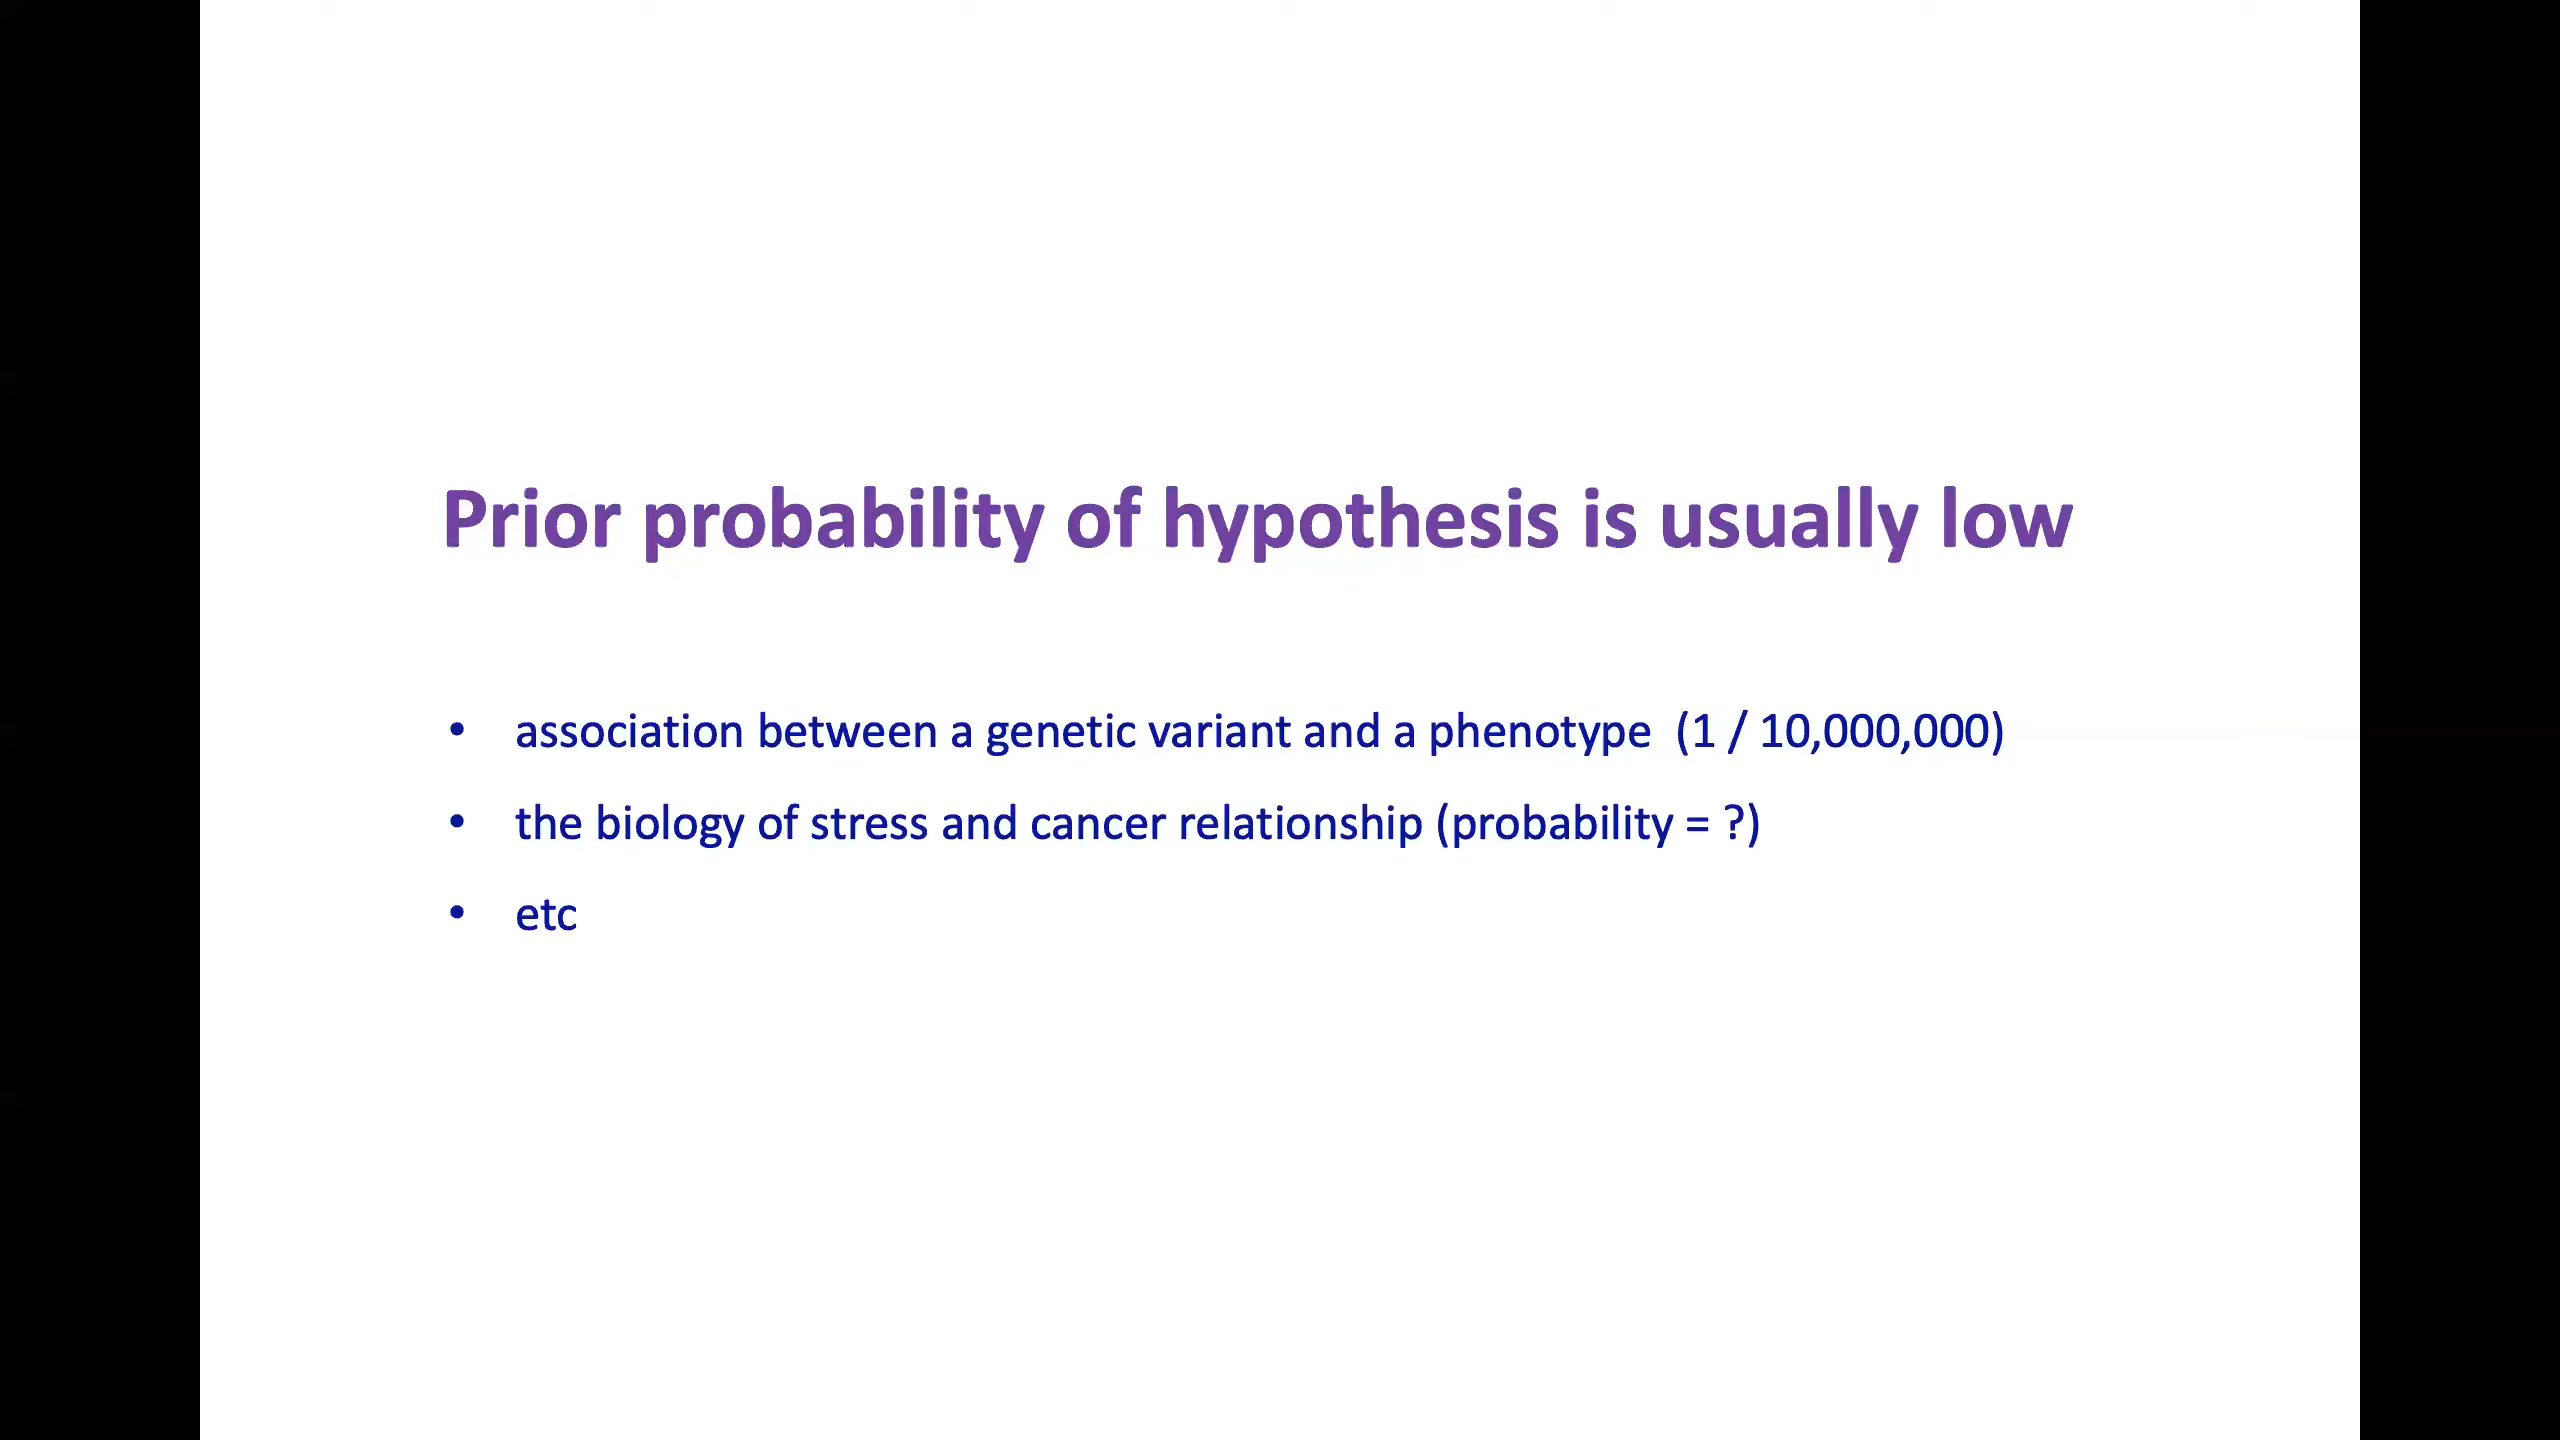 Prior probability of hypothesis is usually low
• association between a genetic variant and a phenotype (1 / 10,000,000)
• the biology of stress and cancer relationship (probability = ?)
• etc